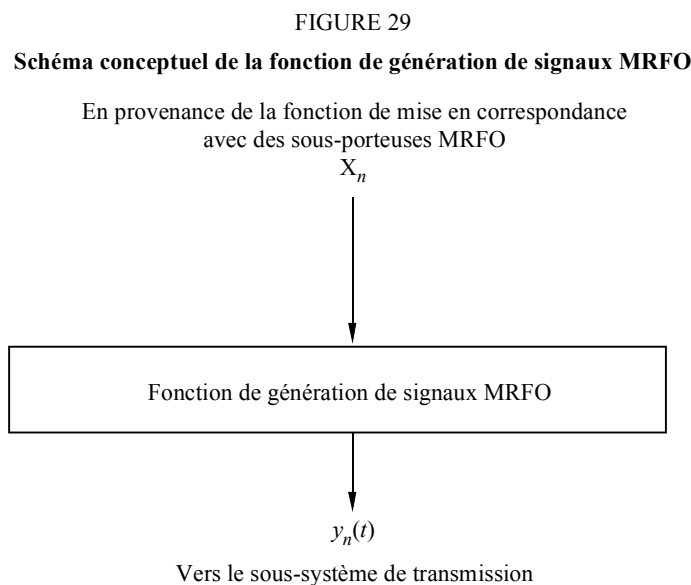 FIGURE 29
Schéma conceptuel de la fonction de génération de signaux MRFO
En provenance de la fonction de mise en correspondance
avec des sous-porteuses MRFO
Xn
Fonction de génération de signaux MRFO
yn(t)
Vers le sous-système de transmission